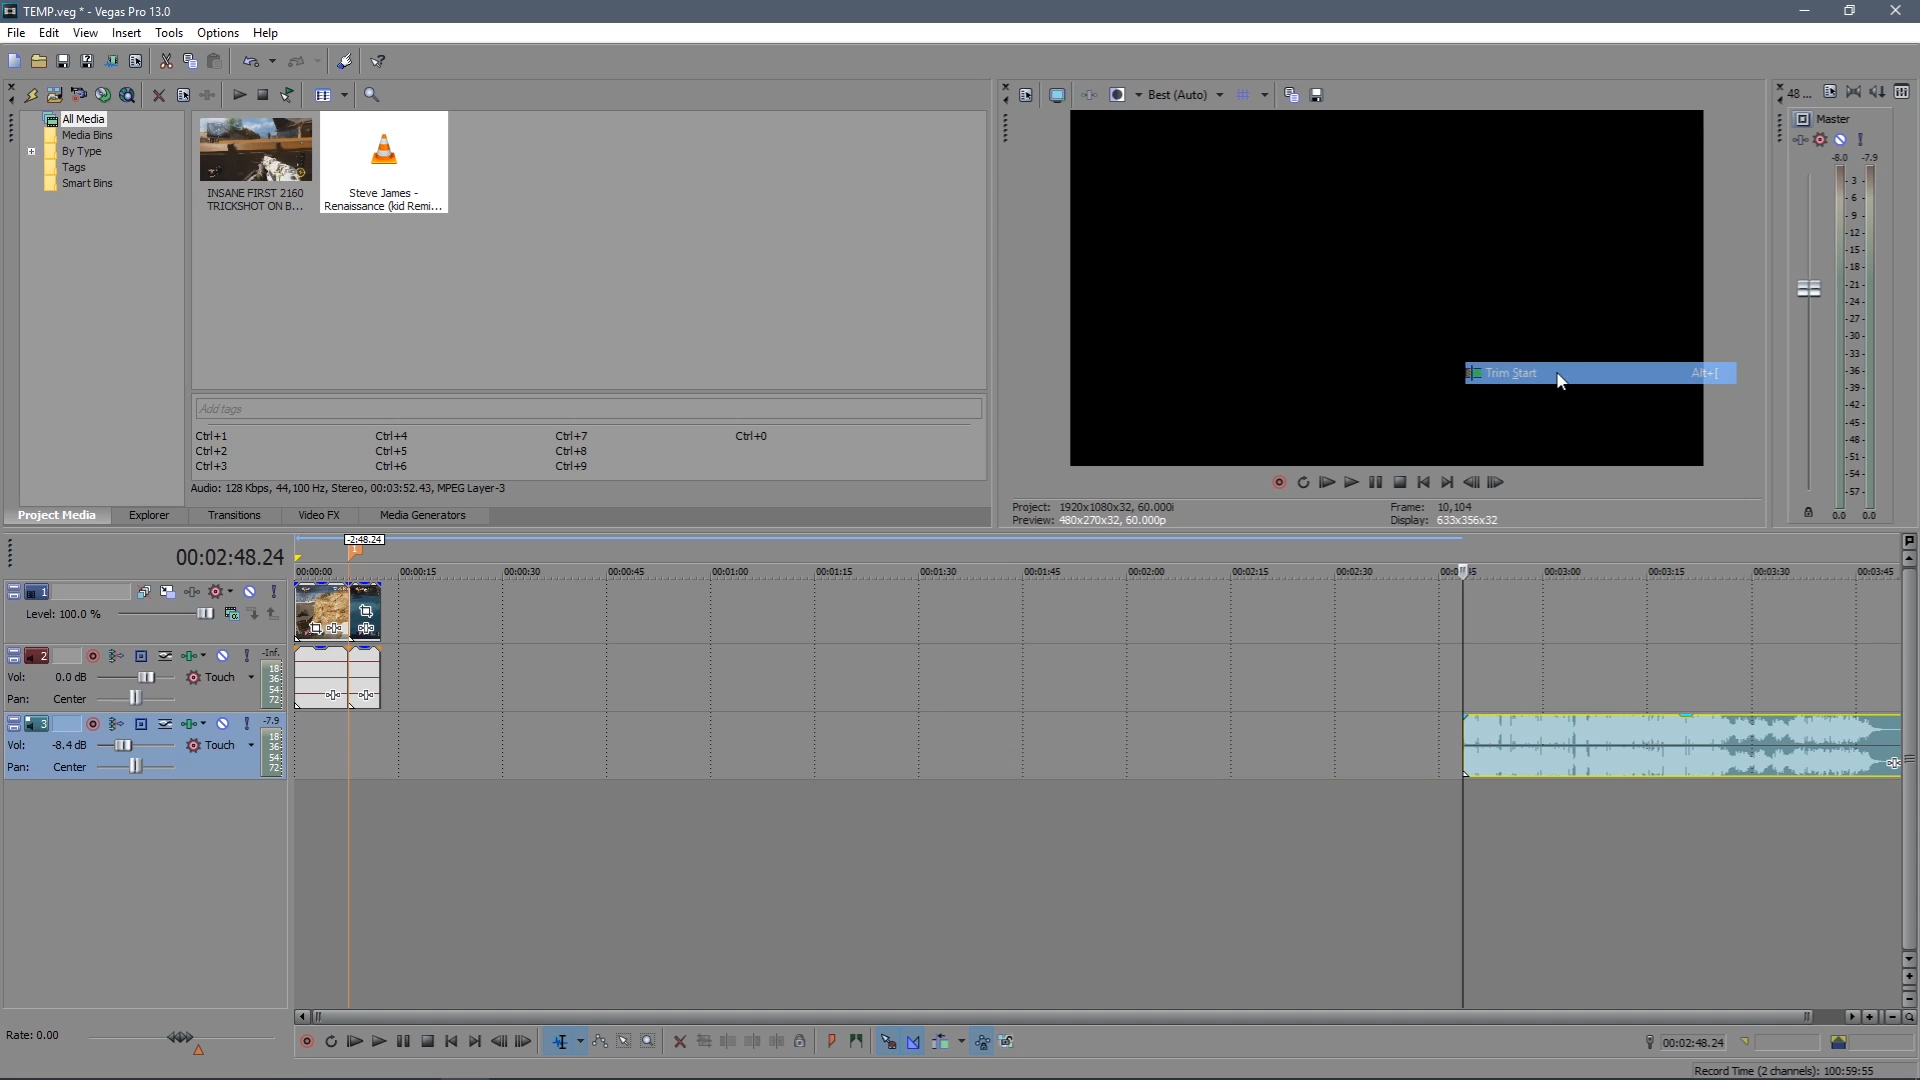 TEMP.veg * - Vegas Pro 13.0
File Edit View Insert Tools Options Help
All Media
Media Bins
By Type
Tags
Smart Bins
INSANE FIRST 2160
TRICKSHOT ON B...
Steve James -
Renaissance (kid Remi...
Add tags
Ctrl+1 Ctrl+4 Ctrl+7 Ctrl+0
Ctrl+2 Ctrl+5 Ctrl+8
Ctrl+3 Ctrl+6 Ctrl+9
Audio: 128 Kbps, 44,100 Hz, Stereo, 00:03:52.43, MPEG Layer-3
Project Media Explorer Transitions Video FX Media Generators
Best (Auto)
Trim Start Alt+[
Project: 1920x1080x32, 60.000i Frame: 10,104
Preview: 480x270x32, 60.000p Display: 633x356x32
48 ...
Master
-8.0 -7.9
- 3 -
- 6 -
- 9 -
-12-
-15-
-18-
-21-
-24-
-27-
-30-
-33-
-36-
-39-
-42-
-45-
-48-
-51-
-54-
-57-
0.0 0.0
00:02:48.24
-2:48.24
1
00:00:00 00:00:15 00:00:30 00:00:45 00:01:00 00:01:15 00:01:30 00:01:45 00:02:00 00:02:15 00:02:30 00:03:00 00:03:15 00:03:30 00:03:45
1
Level: 100.0 %
2 -Inf.
Vol: 0.0 dB Touch
Pan: Center
18
36
54
72
3 -7.9
Vol: -8.4 dB Touch
Pan: Center
18
36
54
72
Rate: 0.00
00:02:48.24
Record Time (2 channels): 100:59:55